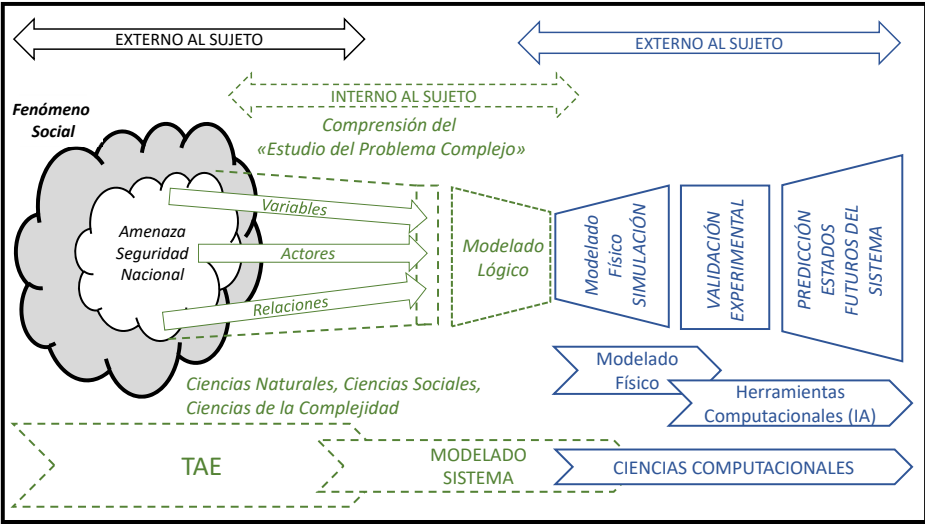 EXTERNO AL SUJETO
EXTERNO AL SUJETO
INTERNO AL SUJETO
Fenómeno
Social
Comprensión del
«Estudio del Problema Complejo»
Amenaza
Seguridad
Nacional
Variables
Actores
Relaciones
Modelado
Lógico
Modelado
Físico
SIMULACIÓN
VALIDACIÓN
EXPERIMENTAL
PREDICCIÓN
ESTADOS
FUTUROS DEL
SISTEMA
Modelado
Físico
Ciencias Naturales, Ciencias Sociales,
Ciencias de la Complejidad
Herramientas
Computacionales (IA)
TAE
MODELADO
SISTEMA
CIENCIAS COMPUTACIONALES